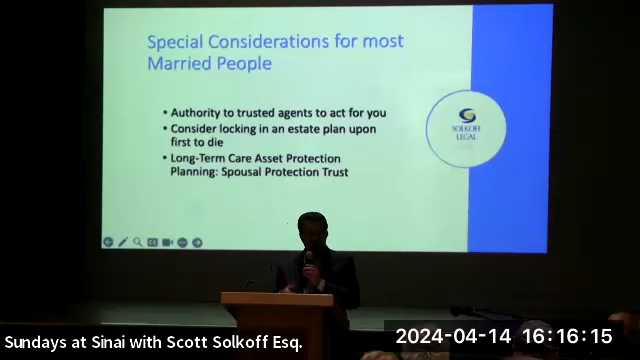 Special Considerations for most
Married People
• Authority to trusted agents to act for you
• Consider locking in an estate plan upon
first to die
• Long-Term Care Asset Protection
Planning: Spousal Protection Trust
SOLKOFF
LEGAL
Sundays at Sinai with Scott Solkoff Esq.
2024-04-14 16:16:15